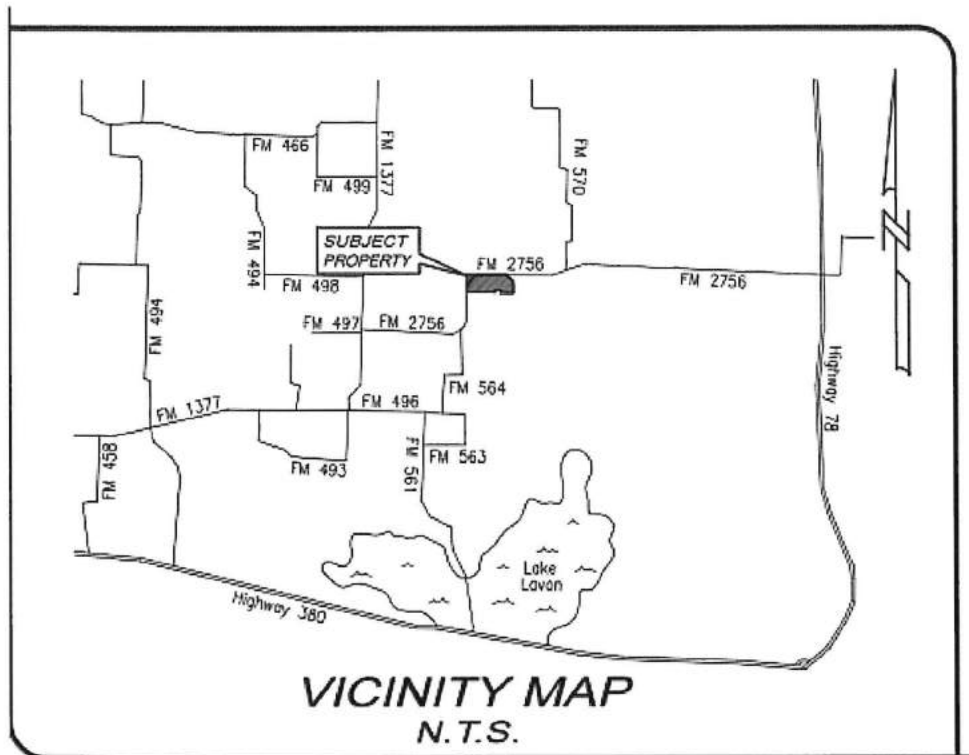 FM 466
FM 1377
FM 499
FM 570
SUBJECT
PROPERTY
FM 494
FM 498
FM 2756
FM 2756
N
FM 494
FM 497
FM 2756
Highway 78
FM 564
FM 1377
FM 496
FM 458
FM 493
FM 561
FM 563
Lake
Lavon
Highway 380
VICINITY MAP
N.T.S.